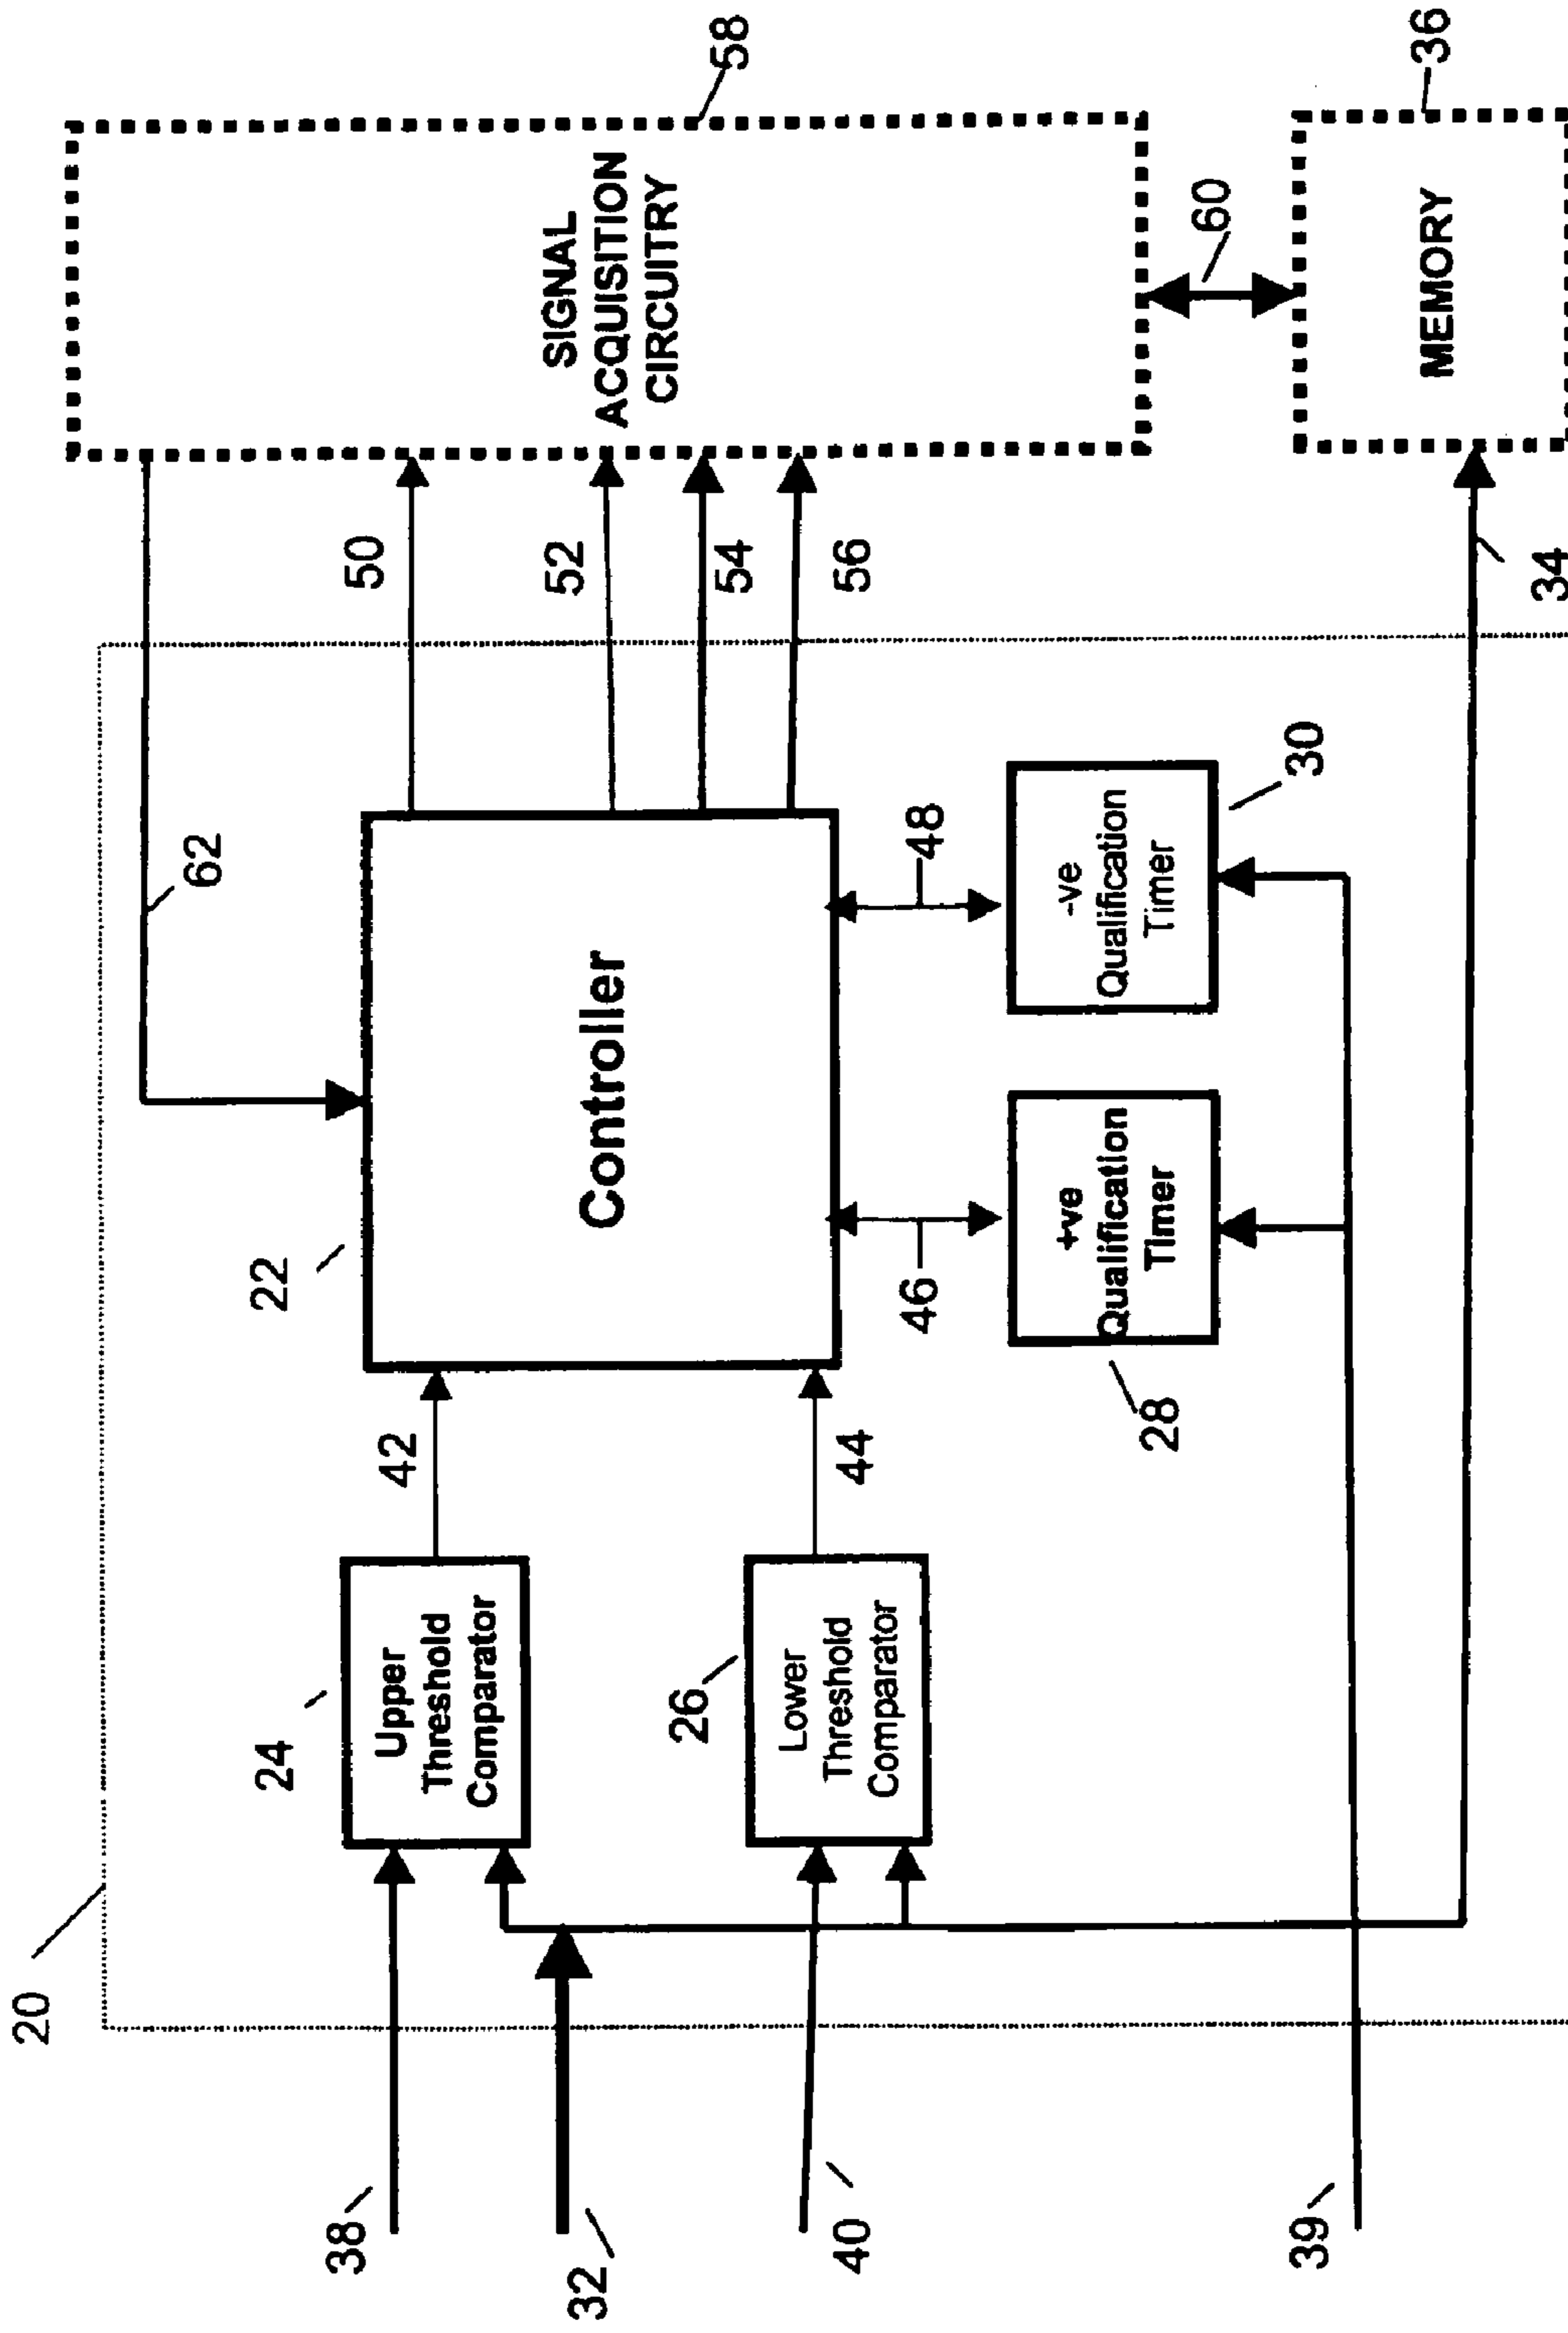 20
58
SIGNAL
ACQUISITION
CIRCUITRY
62
50
52
54
56
60
36
MEMORY
34
22
Controller
24
Upper
Threshold
Comparator
42
26
Lower
Threshold
Comparator
44
46
48
+ve
Qualification
Timer
28
-ve
Qualification
Timer
30
38
32
40
39